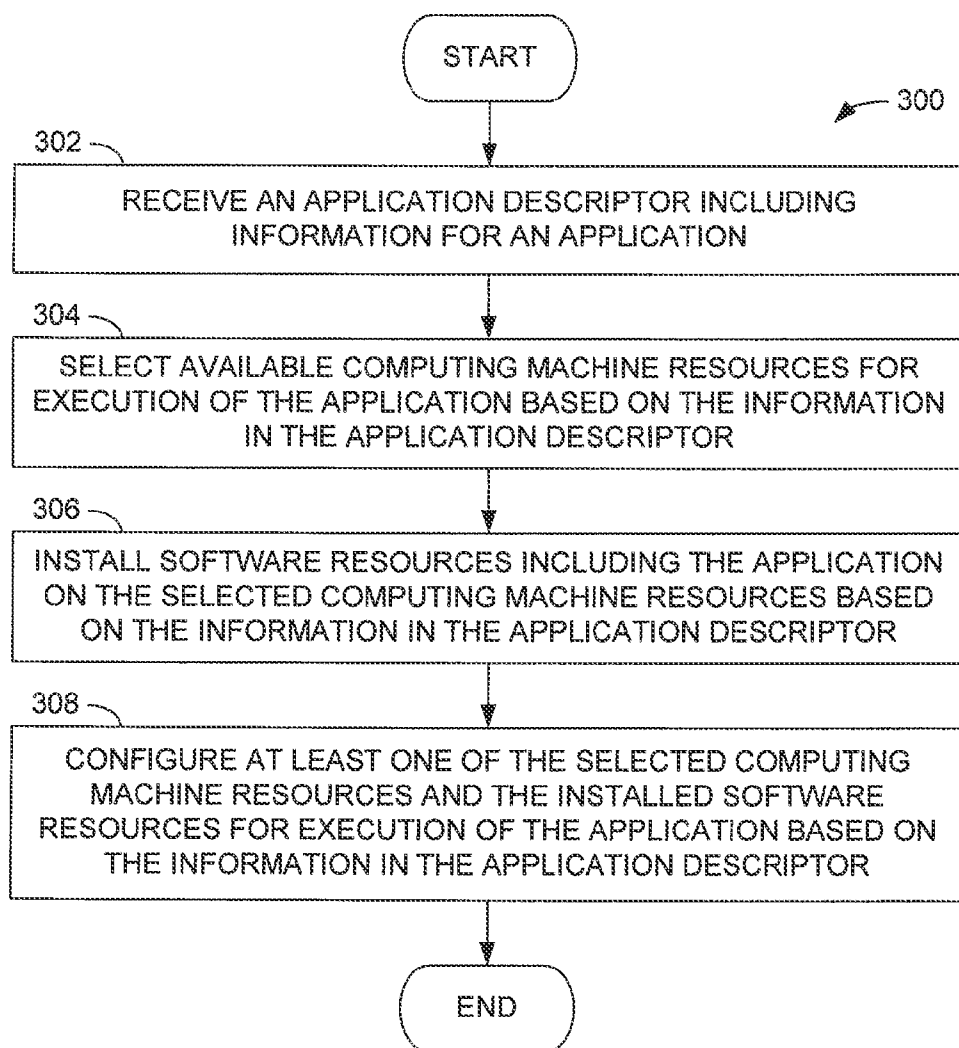 START
300
302
RECEIVE AN APPLICATION DESCRIPTOR INCLUDING
INFORMATION FOR AN APPLICATION
304
SELECT AVAILABLE COMPUTING MACHINE RESOURCES FOR
EXECUTION OF THE APPLICATION BASED ON THE INFORMATION
IN THE APPLICATION DESCRIPTOR
306
INSTALL SOFTWARE RESOURCES INCLUDING THE APPLICATION
ON THE SELECTED COMPUTING MACHINE RESOURCES BASED
ON THE INFORMATION IN THE APPLICATION DESCRIPTOR
308
CONFIGURE AT LEAST ONE OF THE SELECTED COMPUTING
MACHINE RESOURCES AND THE INSTALLED SOFTWARE
RESOURCES FOR EXECUTION OF THE APPLICATION BASED ON
THE INFORMATION IN THE APPLICATION DESCRIPTOR
END